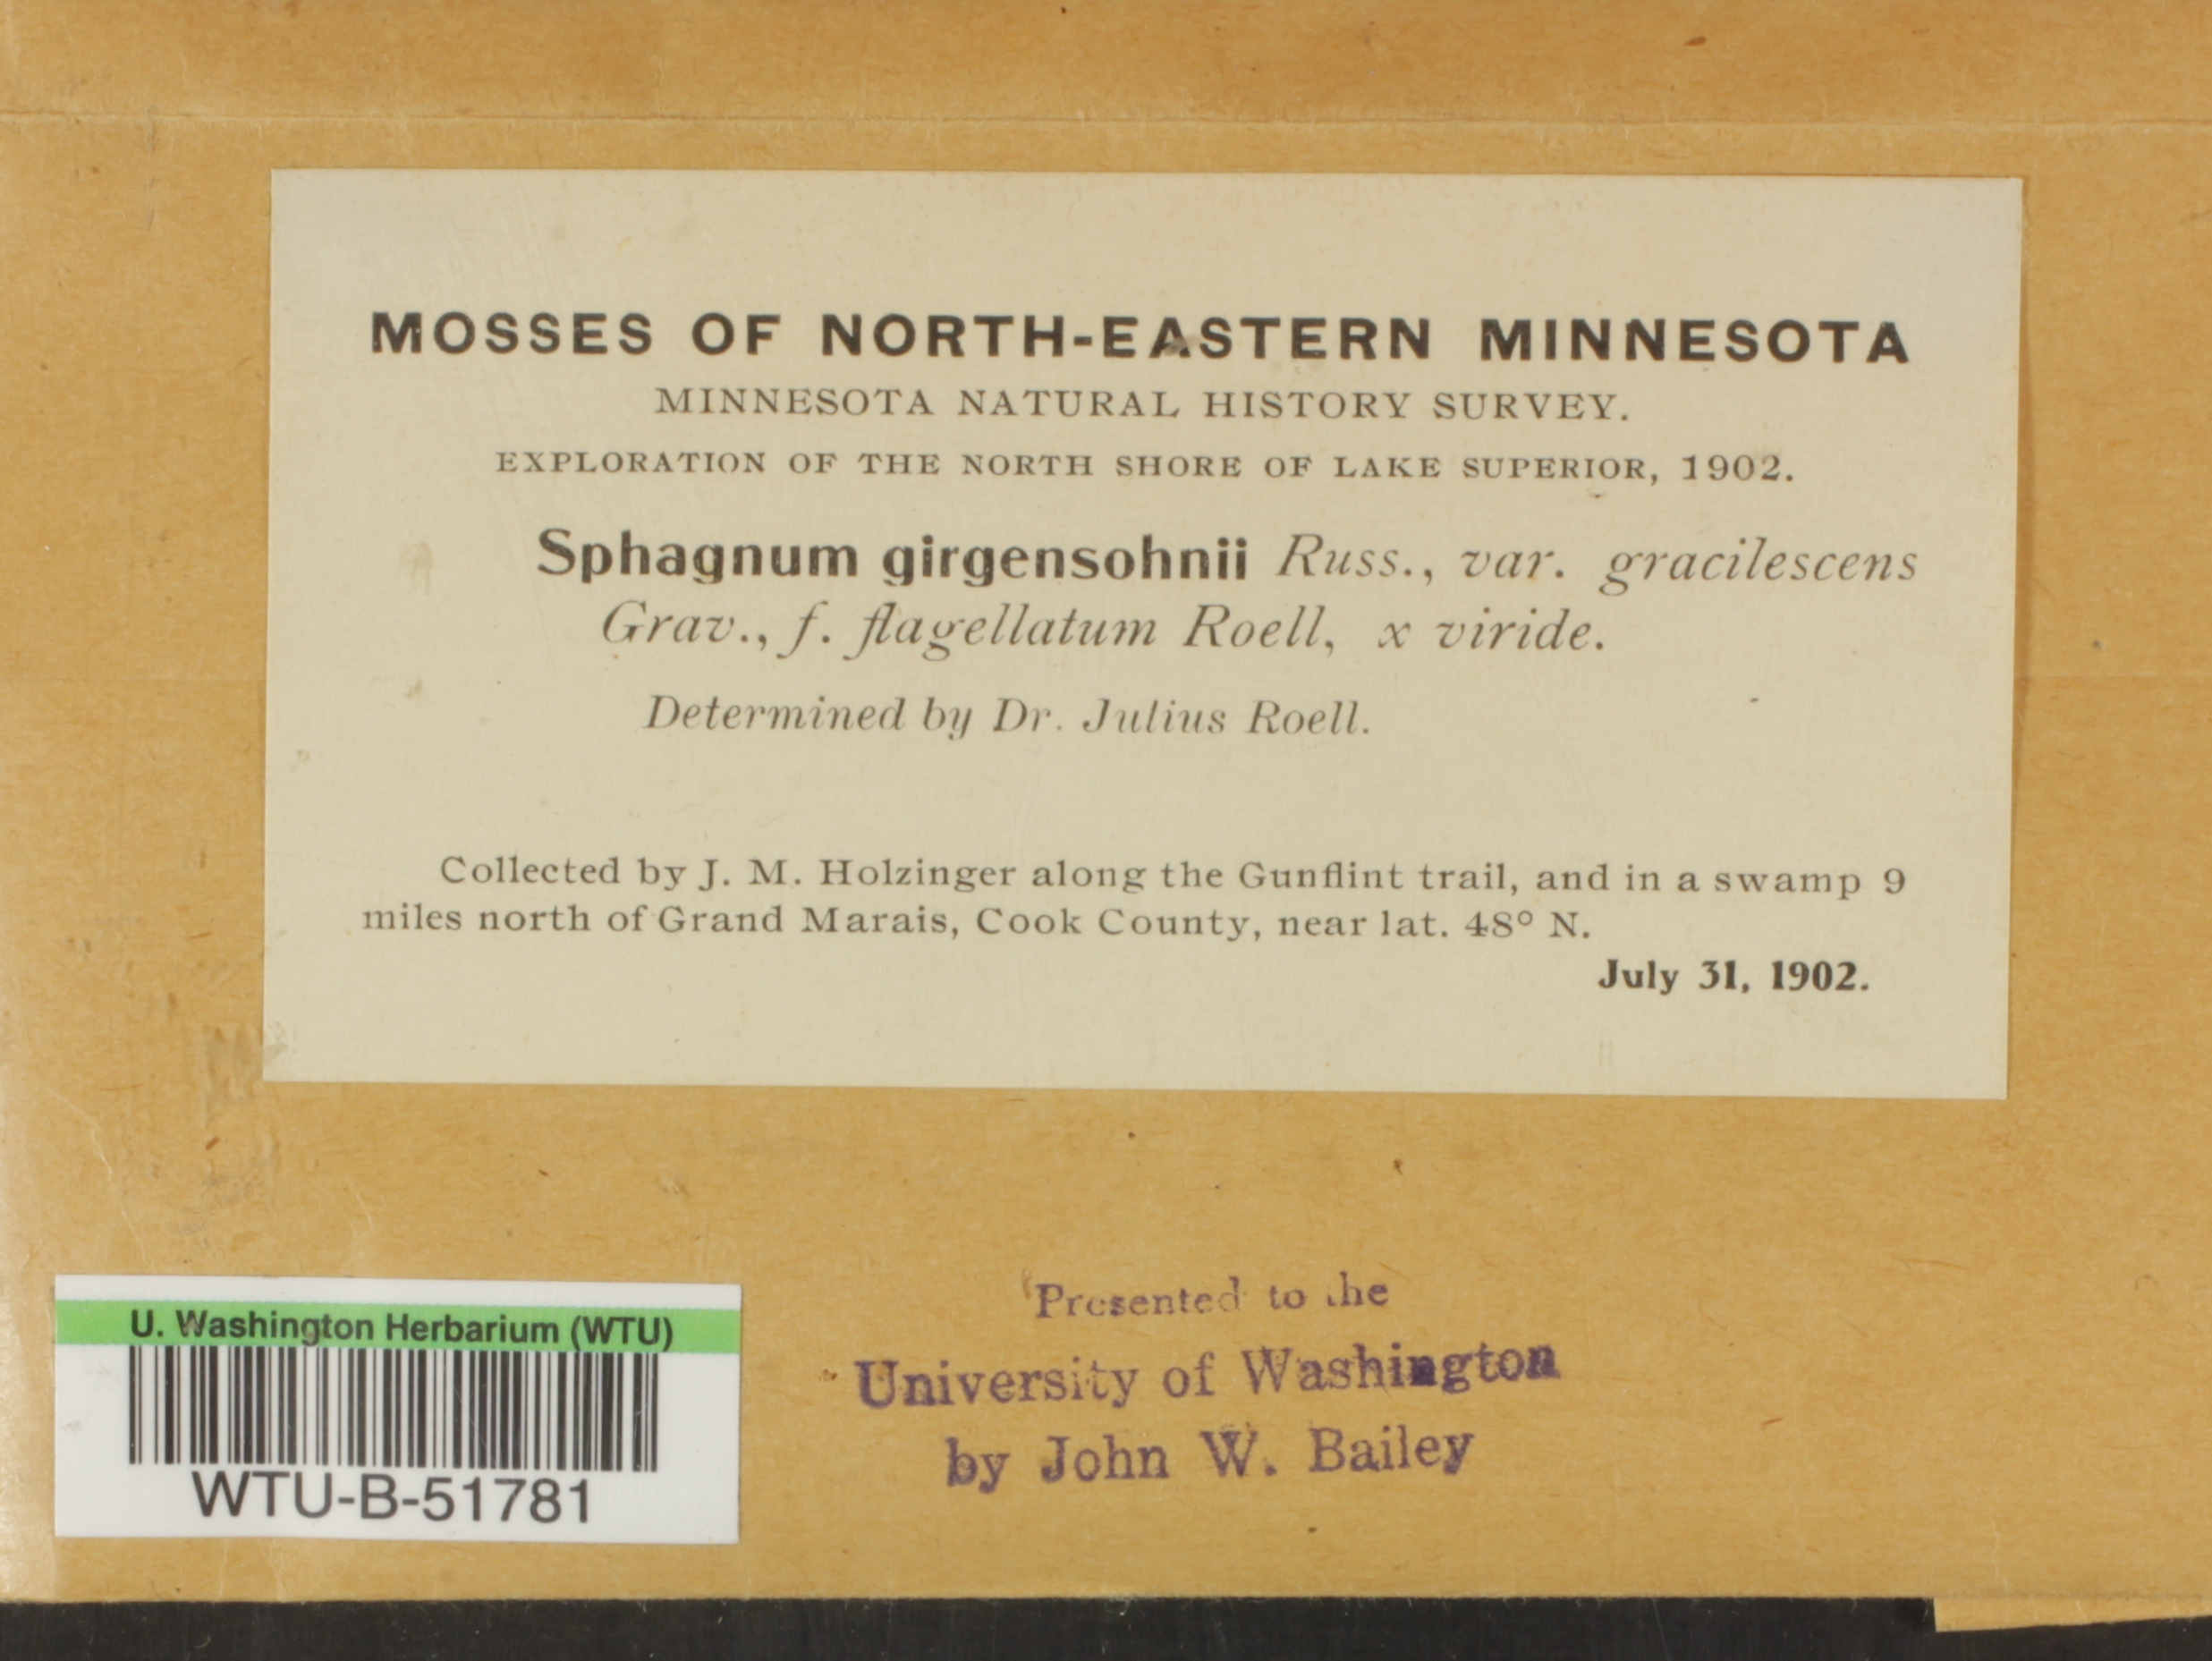 MOSSES OF NORTH-EASTERN MINNESOTA
MINNESOTA NATURAL HISTORY SURVEY.
EXPLORATION OF THE NORTH SHORE OF LAKE SUPERIOR, 1902.
Sphagnum girgensohnii Russ., var. gracilescens
Grav., f. flagellatum Roell, x viride.
Determined by Dr. Julius Roell.
Collected by J. M. Holzinger along the Gunflint trail, and in a swamp 9
miles north of Grand Marais, Cook County, near lat. 48° N.
July 31, 1902.
Presented to the
University of Washington
by John W. Bailey
U. Washington Herbarium (WTU)
WTU-B-51781